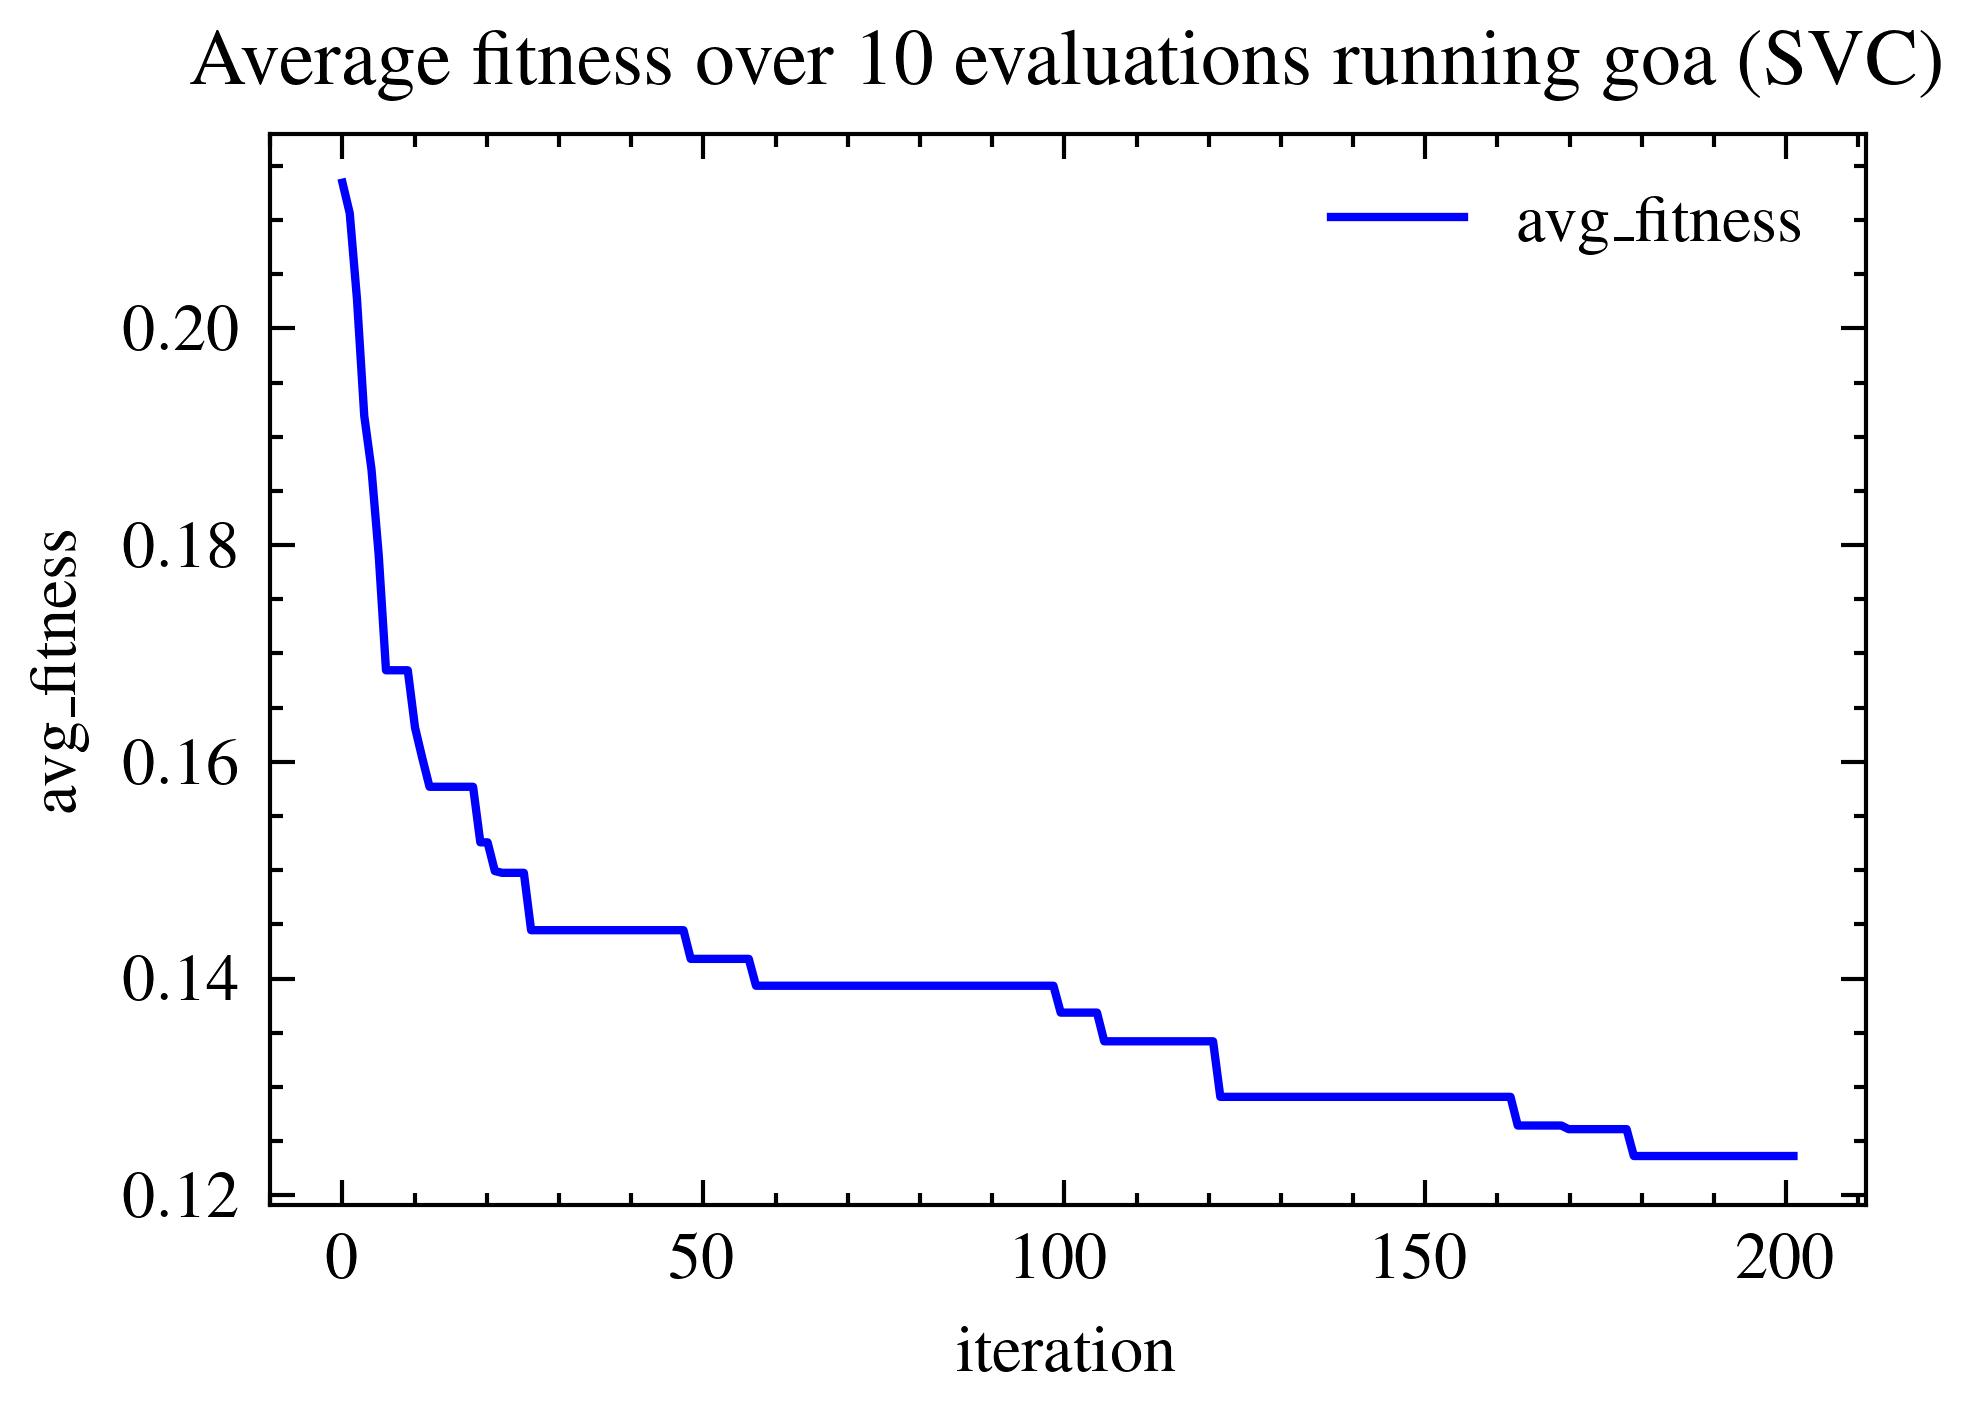 Average fitness over 10 evaluations running goa (SVC)
avg_fitness
0.20
0.18
0.16
0.14
0.12
avg_fitness
0 50 100 150 200
iteration